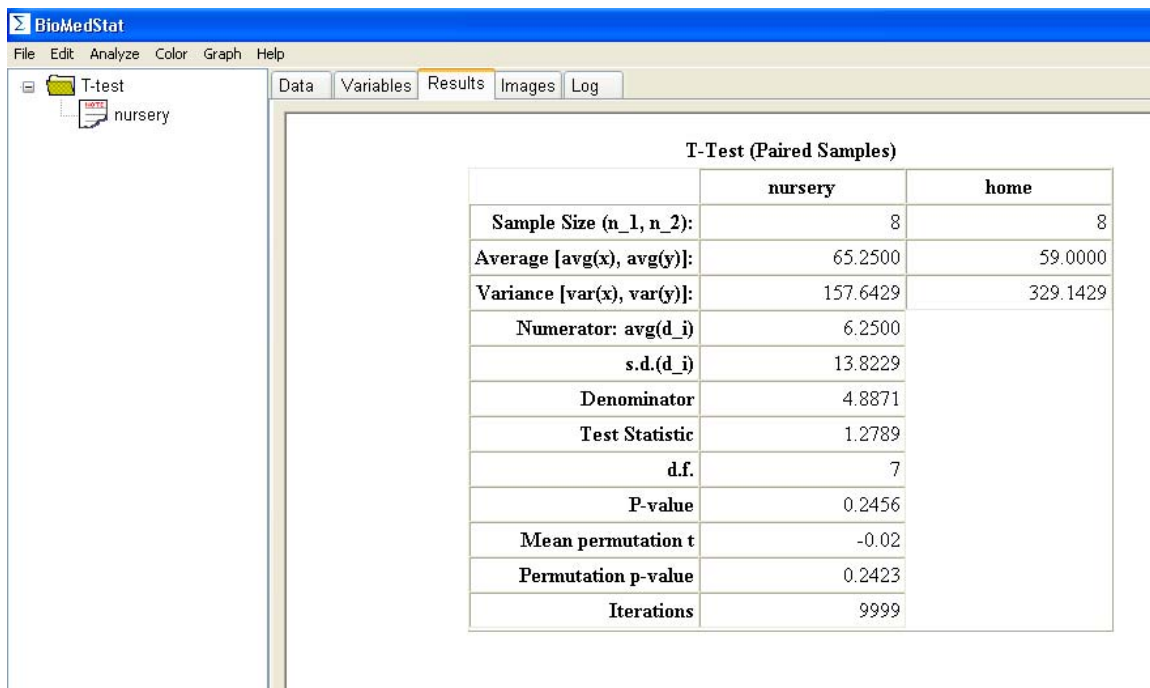 Σ BioMedStat
File Edit Analyze Color Graph Help
T-test
NOTE
nursery
Data Variables Results Images Log
T-Test (Paired Samples)
nursery home
Sample Size (n_1, n_2): 8 8
Average [avg(x), avg(y)]: 65.2500 59.0000
Variance [var(x), var(y)]: 157.6429 329.1429
Numerator: avg(d_i) 6.2500
s.d.(d_i) 13.8229
Denominator 4.8871
Test Statistic 1.2789
d.f. 7
P-value 0.2456
Mean permutation t -0.02
Permutation p-value 0.2423
Iterations 9999